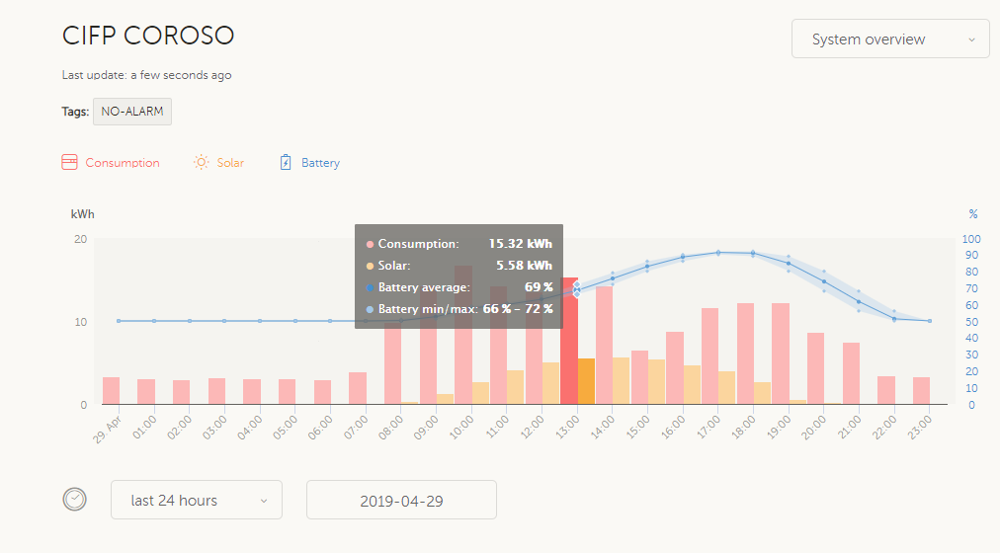 CIFP COROSO
System overview
Last update: a few seconds ago
Tags: NO-ALARM
Consumption Solar Battery
kWh %
Consumption: 15.32 kWh
Solar: 5.58 kWh
Battery average: 69 %
Battery min/max: 66 % - 72 %
20
10
0
100
90
80
70
60
50
40
30
20
10
0
29. Apr 01:00 02:00 03:00 04:00 05:00 06:00 07:00 08:00 09:00 10:00 11:00 12:00 13:00 14:00 15:00 16:00 17:00 18:00 19:00 20:00 21:00 22:00 23:00
last 24 hours 2019-04-29